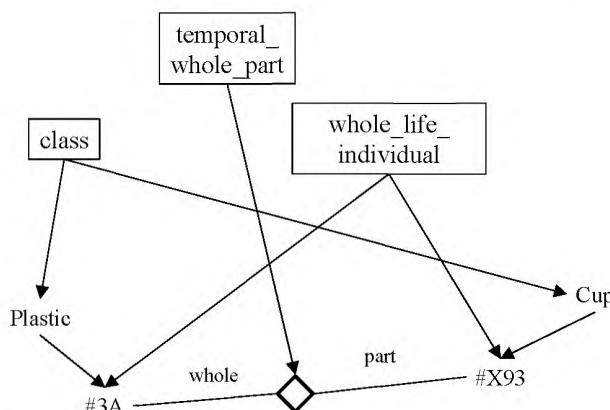 temporal_
whole_part
class
whole_life_
individual
Plastic
Cup
whole
part
#3A
#X93